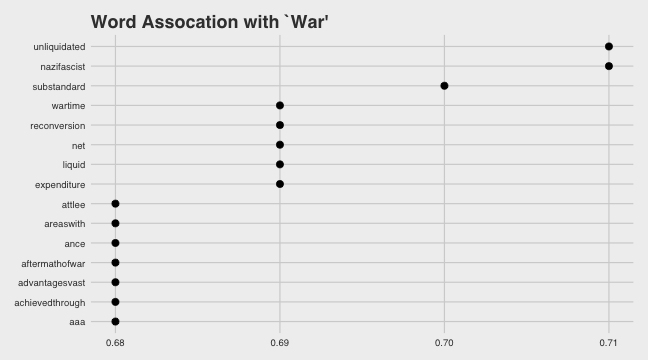 Word Assocation with `War'
unliquidated
nazifascist
substandard
wartime
reconversion
net
liquid
expenditure
attlee
areaswith
ance
aftermathofwar
advantagesvast
achievedthrough
aaa
0.68 0.69 0.70 0.71